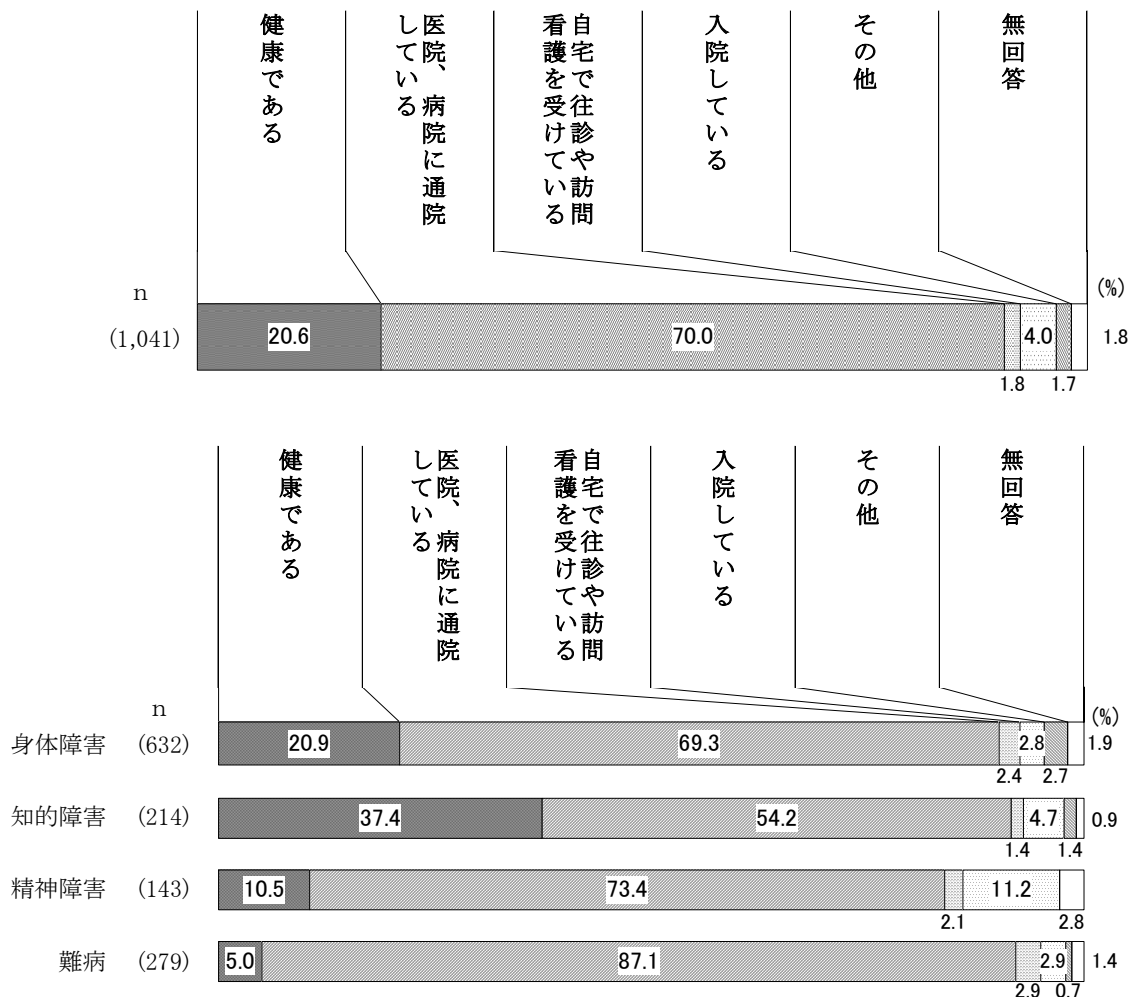 健康である
医院、病院に通院
している
自宅で往診や訪問
看護を受けている
入院している
その他
無回答
(%)
n
(1,041)
20.6
70.0
1.8
4.0
1.7
1.8
健康である
医院、病院に通院
している
自宅で往診や訪問
看護を受けている
入院している
その他
無回答
(%)
n
身体障害 (632) 20.9 69.3 2.4 2.8 2.7 1.9
知的障害 (214) 37.4 54.2 1.4 4.7 1.4 0.9
精神障害 (143) 10.5 73.4 2.1 11.2 2.8
難病 (279) 5.0 87.1 2.9 2.9 0.7 1.4